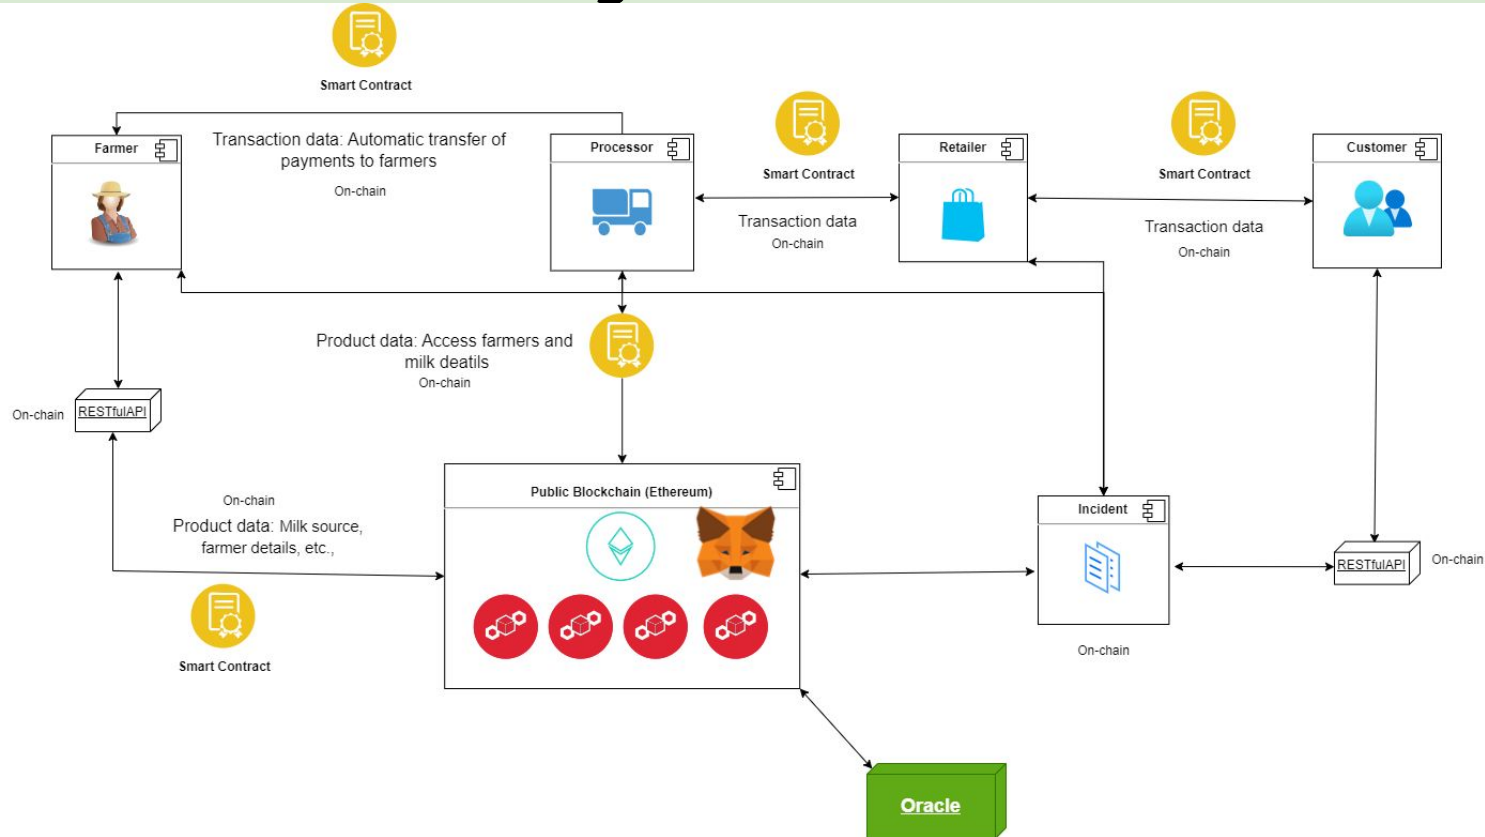 Smart Contract
Farmer
Transaction data: Automatic transfer of
payments to farmers
On-chain
Processor
Smart Contract
Transaction data
On-chain
Retailer
Smart Contract
Transaction data
On-chain
Customer
Product data: Access farmers and
milk deatils
On-chain
On-chain
RESTfulAPI
On-chain
Product data: Milk source,
farmer details, etc.,
Smart Contract
Public Blockchain (Ethereum)
Incident
On-chain
RESTfulAPI
On-chain
Oracle